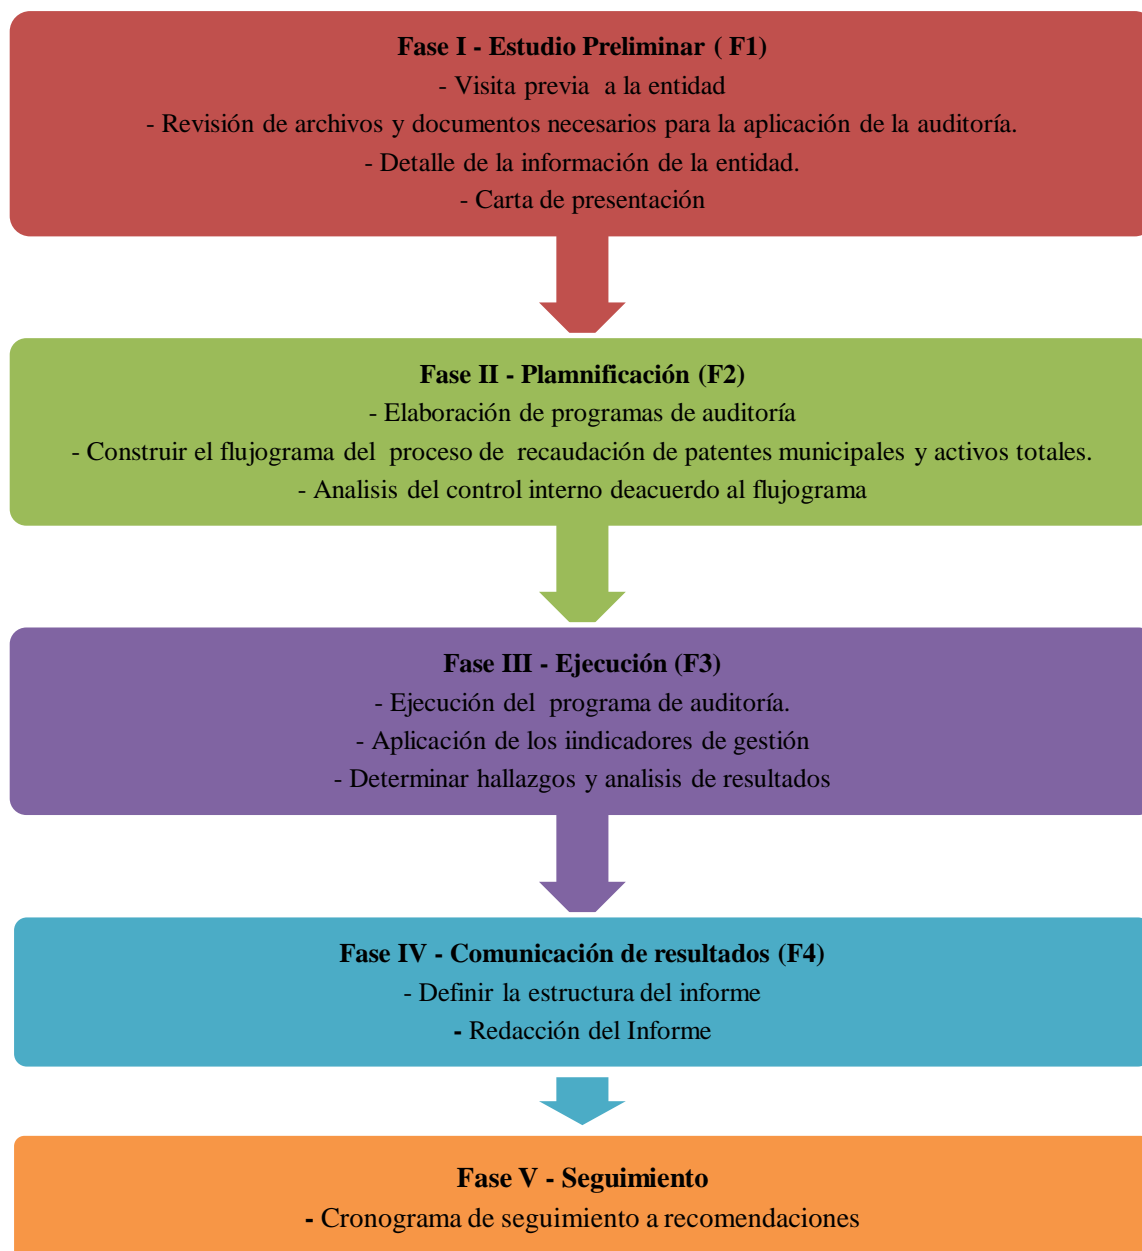 Fase I - Estudio Preliminar ( F1)
- Visita previa a la entidad
- Revisión de archivos y documentos necesarios para la aplicación de la auditoría.
- Detalle de la información de la entidad.
- Carta de presentación
Fase II - Plamnificación (F2)
- Elaboración de programas de auditoría
- Construir el flujograma del proceso de recaudación de patentes municipales y activos totales.
- Analisis del control interno deacuerdo al flujograma
Fase III - Ejecución (F3)
- Ejecución del programa de auditoría.
- Aplicación de los iindicadores de gestión
- Determinar hallazgos y analisis de resultados
Fase IV - Comunicación de resultados (F4)
- Definir la estructura del informe
- Redacción del Informe
Fase V - Seguimiento
- Cronograma de seguimiento a recomendaciones